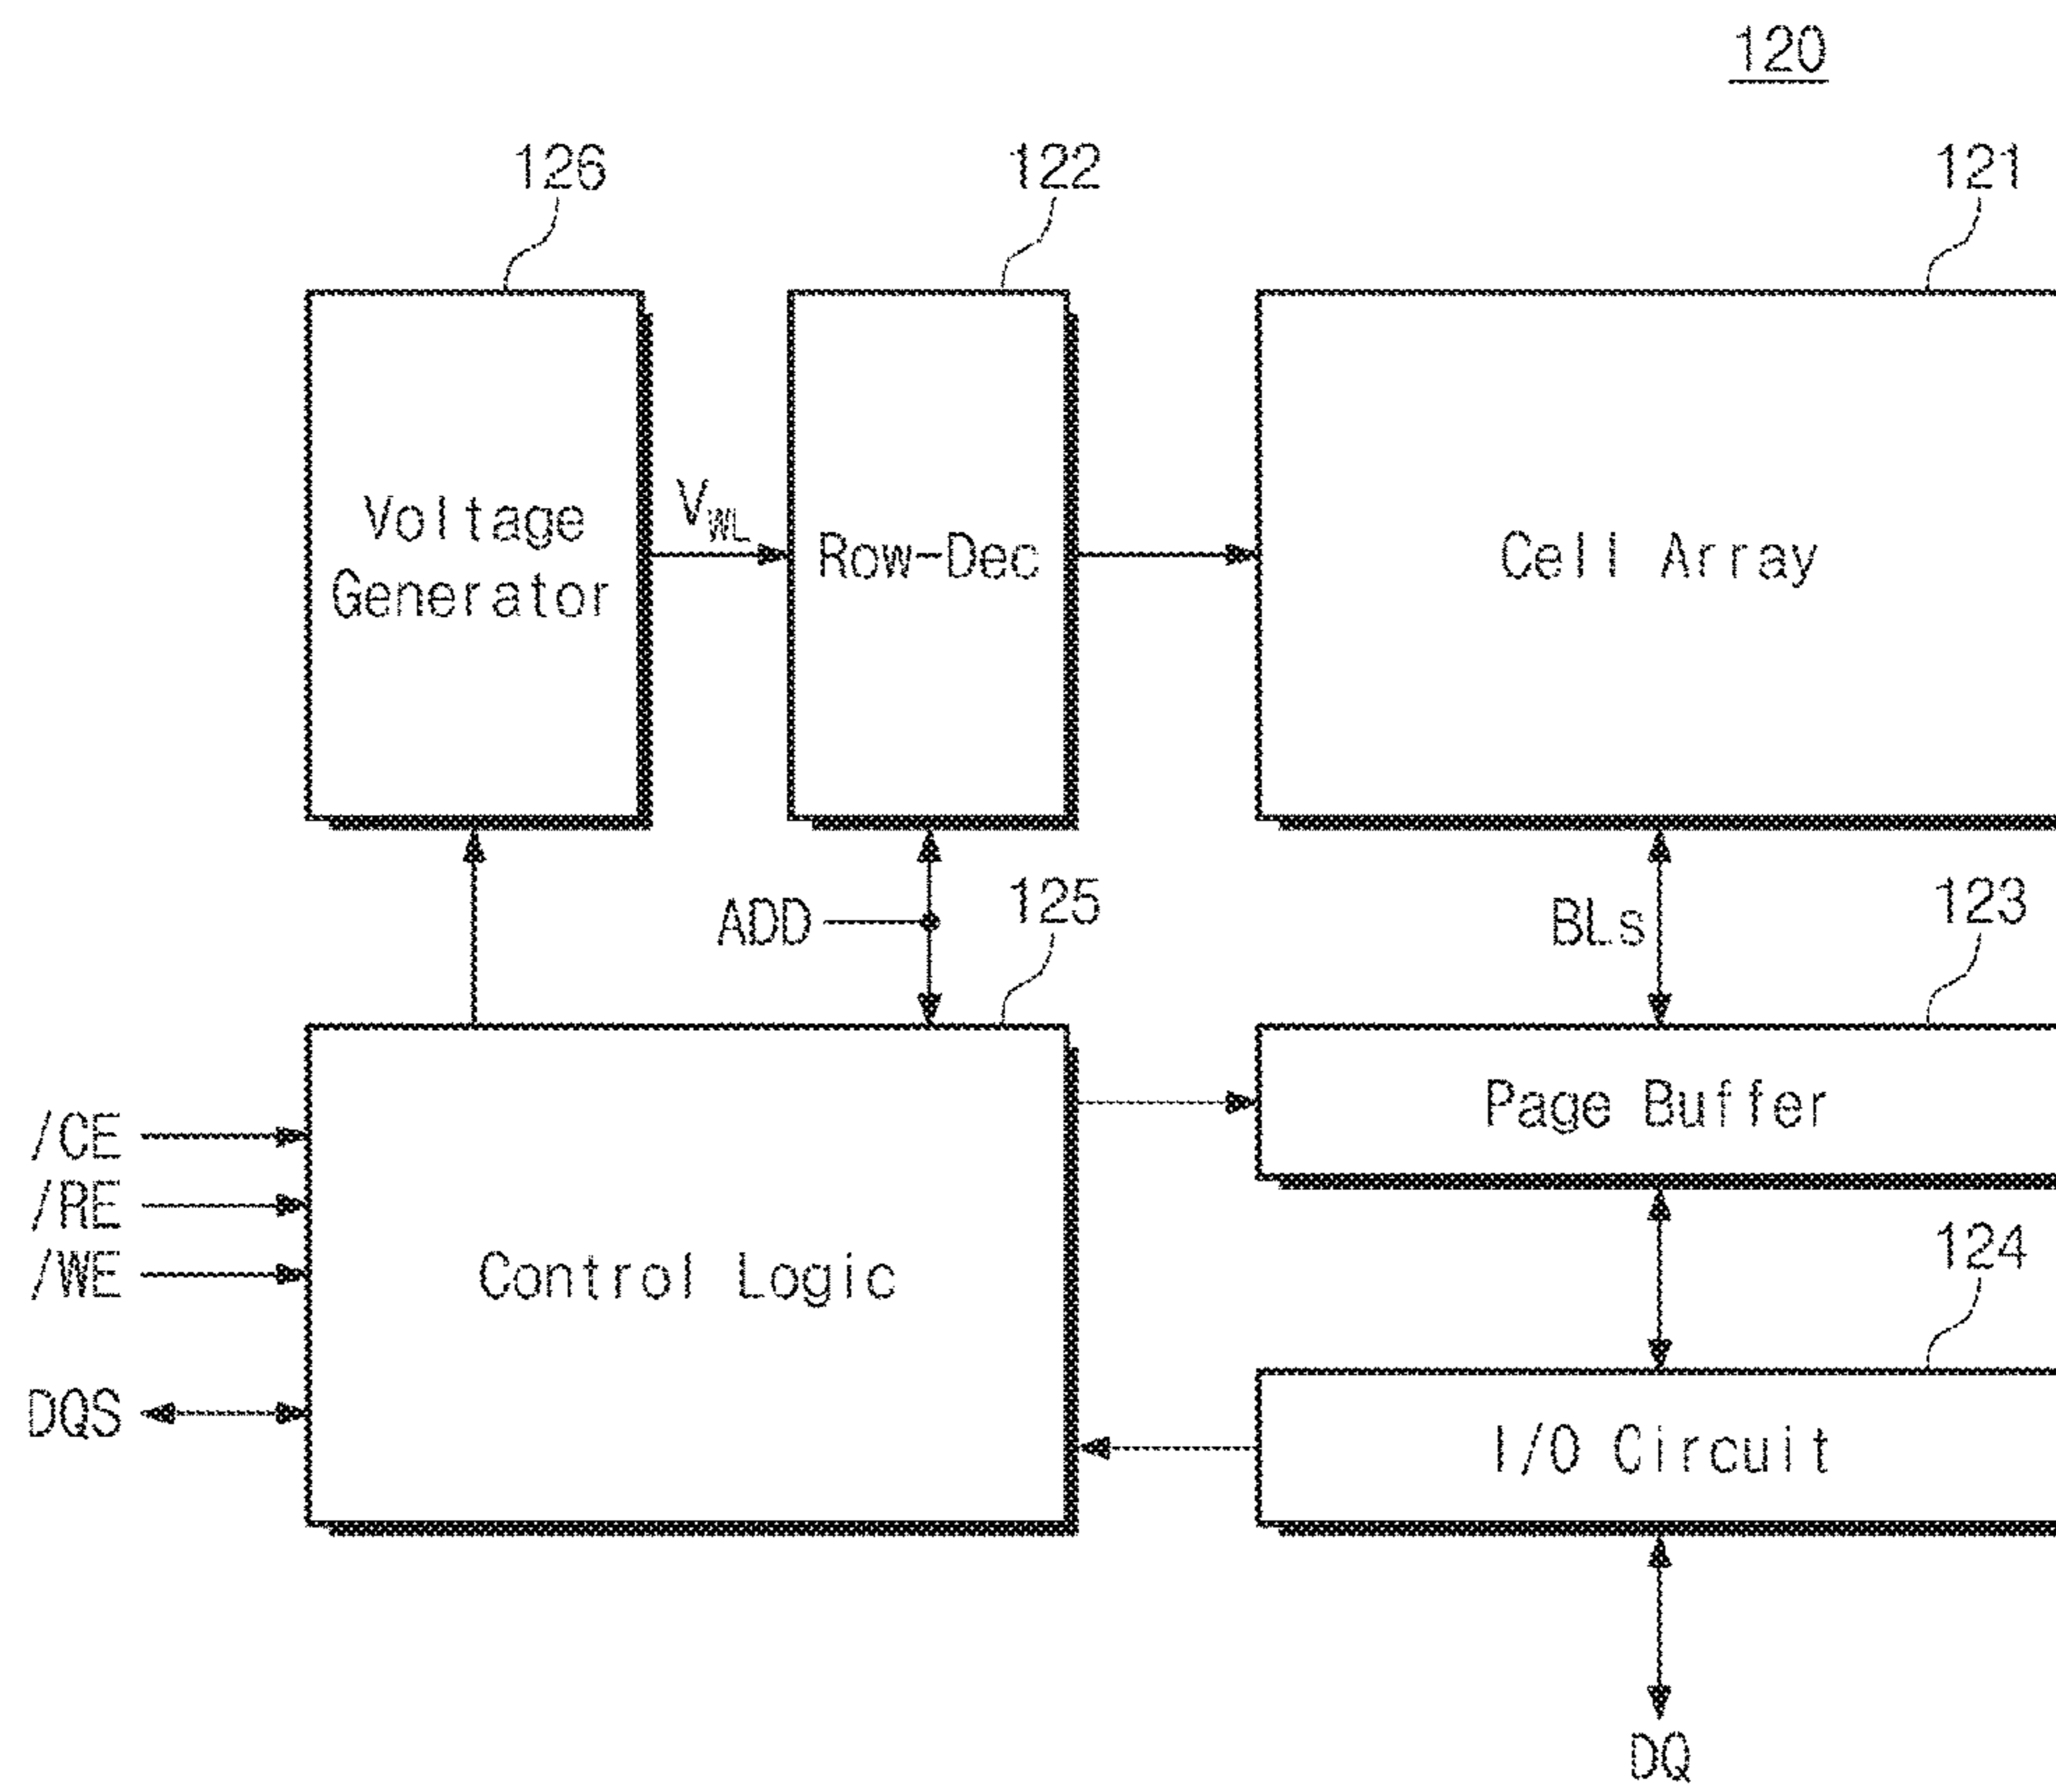 120
126
122
121
Voltage
Generator
VWL
Row-Dec
Cell Array
ADD
125
BLs
123
Page Buffer
/CE
/RE
/WE
Control Logic
124
DQS
I/O Circuit
DQ